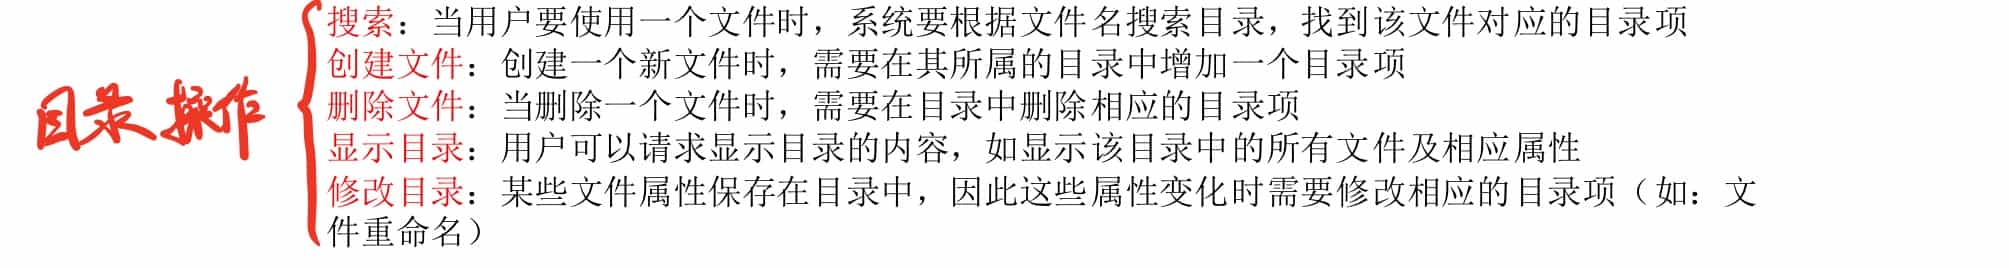 目录操作
搜索：当用户要使用一个文件时，系统要根据文件名搜索目录，找到该文件对应的目录项
创建文件：创建一个新文件时，需要在其所属的目录中增加一个目录项
删除文件：当删除一个文件时，需要在目录中删除相应的目录项
显示目录：用户可以请求显示目录的内容，如显示该目录中的所有文件及相应属性
修改目录：某些文件属性保存在目录中，因此这些属性变化时需要修改相应的目录项（如：文
件重命名）